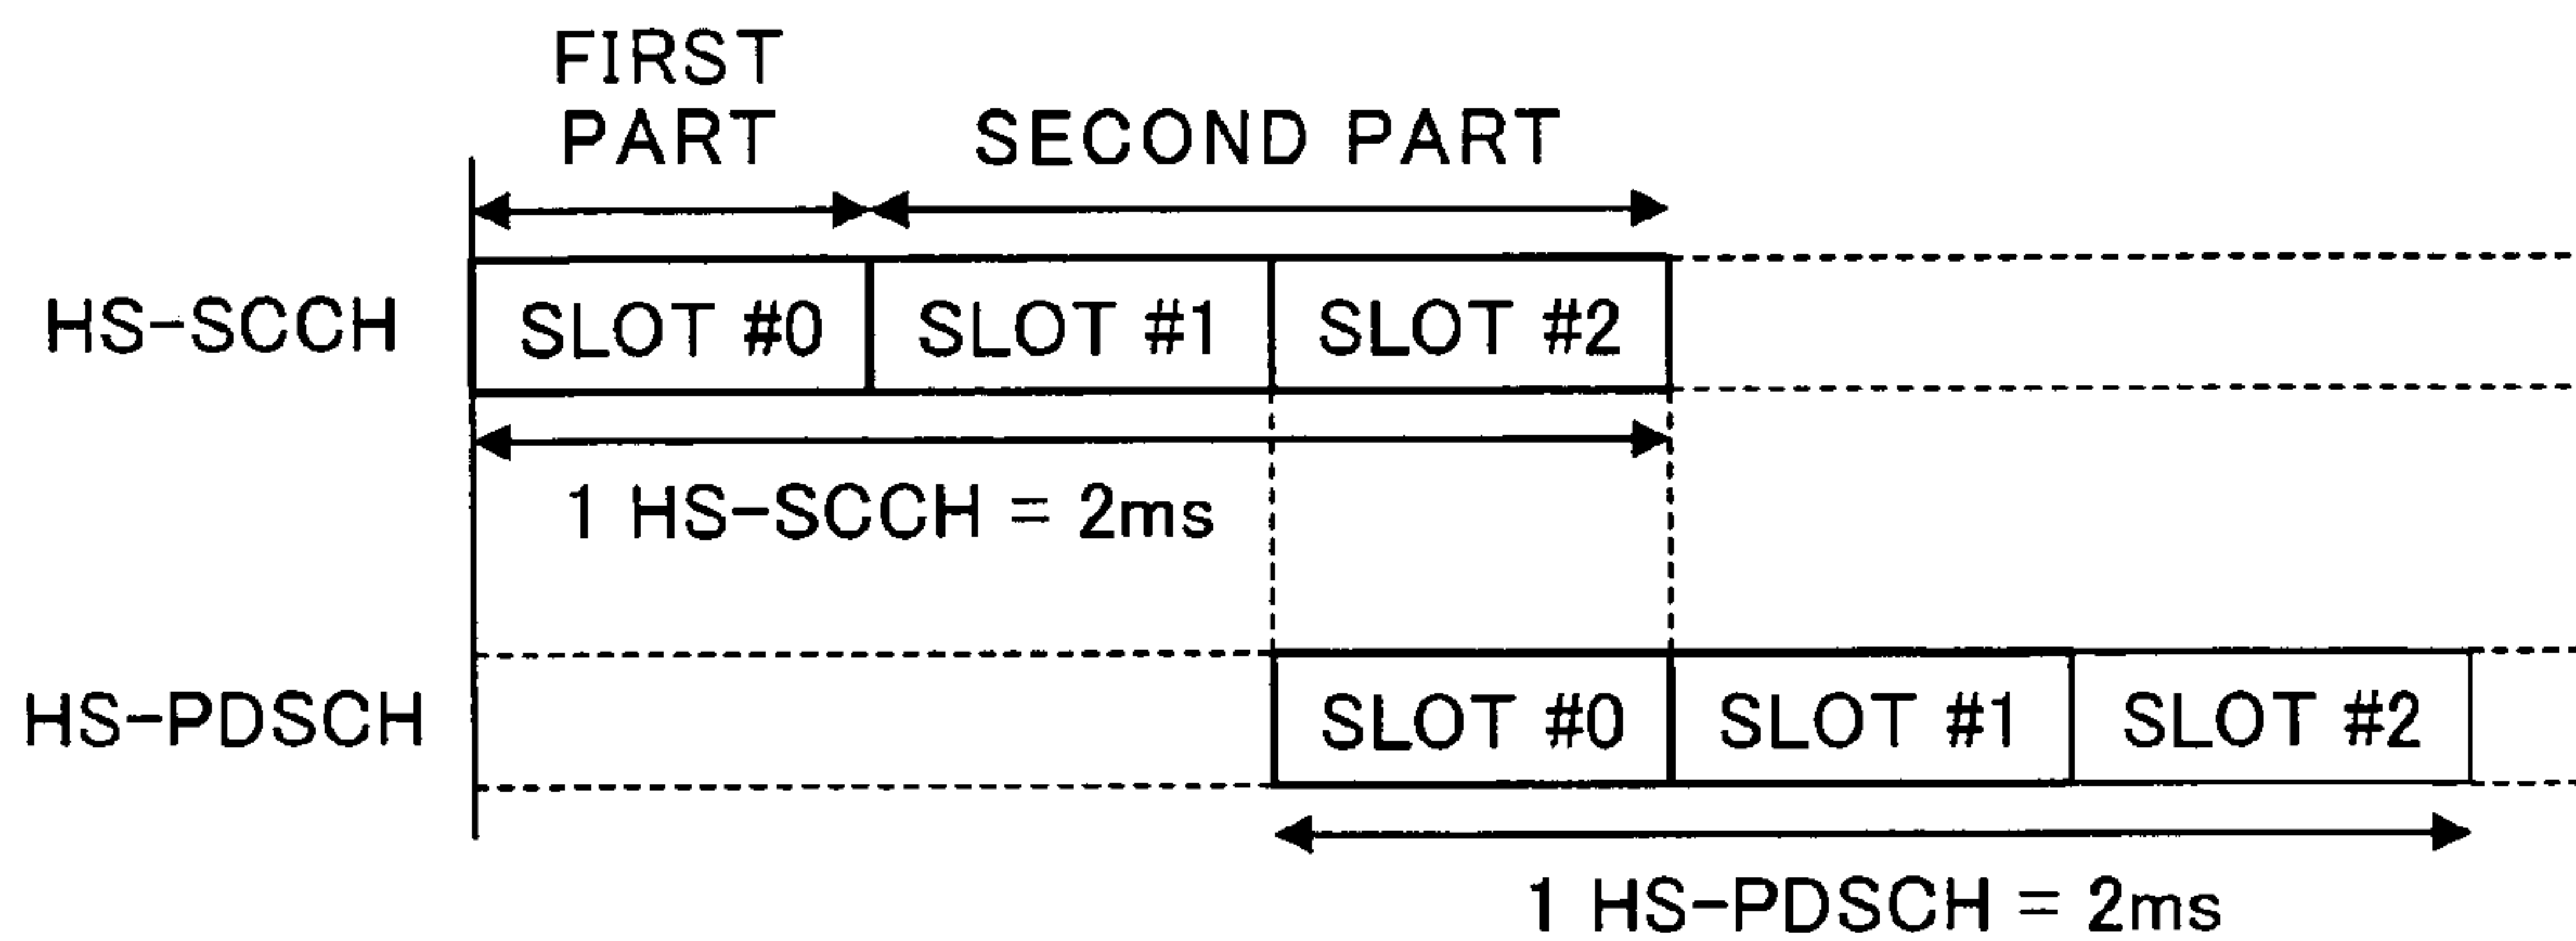 FIRST
PART
SECOND PART
HS-SCCH
SLOT #0
SLOT #1
SLOT #2
1 HS-SCCH = 2ms
HS-PDSCH
SLOT #0
SLOT #1
SLOT #2
1 HS-PDSCH = 2ms